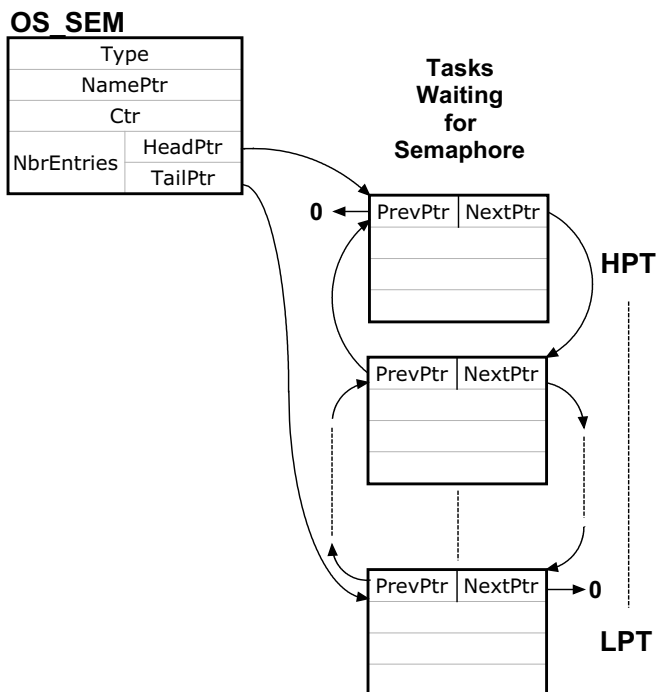 OS_SEM
Type
NamePtr
Ctr
NbrEntries
HeadPtr
TailPtr
Tasks
Waiting
for
Semaphore
0
PrevPtr NextPtr
HPT
PrevPtr NextPtr
PrevPtr NextPtr
0
LPT